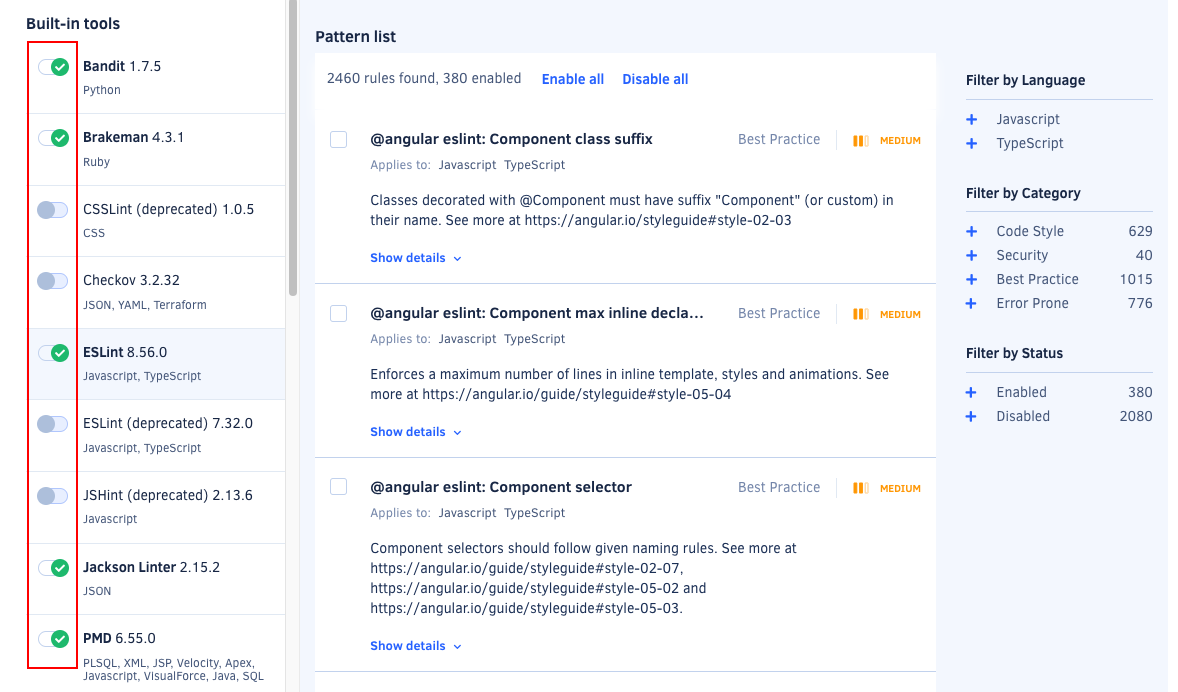 Built-in tools
Bandit 1.7.5
Python
Brakeman 4.3.1
Ruby
CSSLint (deprecated) 1.0.5
CSS
Checkov 3.2.32
JSON, YAML, Terraform
ESLint 8.56.0
Javascript, TypeScript
ESLint (deprecated) 7.32.0
Javascript, TypeScript
JSHint (deprecated) 2.13.6
Javascript
Jackson Linter 2.15.2
JSON
PMD 6.55.0
PLSQL, XML, JSP, Velocity, Apex,
Javascript, VisualForce, Java, SQL
Pattern list
2460 rules found, 380 enabled Enable all Disable all
@angular eslint: Component class suffix Best Practice MEDIUM
Applies to: Javascript TypeScript
Classes decorated with @Component must have suffix "Component" (or custom) in
their name. See more at https://angular.io/styleguide#style-02-03
Show details
@angular eslint: Component max inline decla... Best Practice MEDIUM
Applies to: Javascript TypeScript
Enforces a maximum number of lines in inline template, styles and animations. See
more at https://angular.io/guide/styleguide#style-05-04
Show details
@angular eslint: Component selector Best Practice MEDIUM
Applies to: Javascript TypeScript
Component selectors should follow given naming rules. See more at
https://angular.io/guide/styleguide#style-02-07,
https://angular.io/guide/styleguide#style-05-02 and
https://angular.io/guide/styleguide#style-05-03.
Show details
Filter by Language
+ Javascript
+ TypeScript
Filter by Category
+ Code Style 629
+ Security 40
+ Best Practice 1015
+ Error Prone 776
Filter by Status
+ Enabled 380
+ Disabled 2080